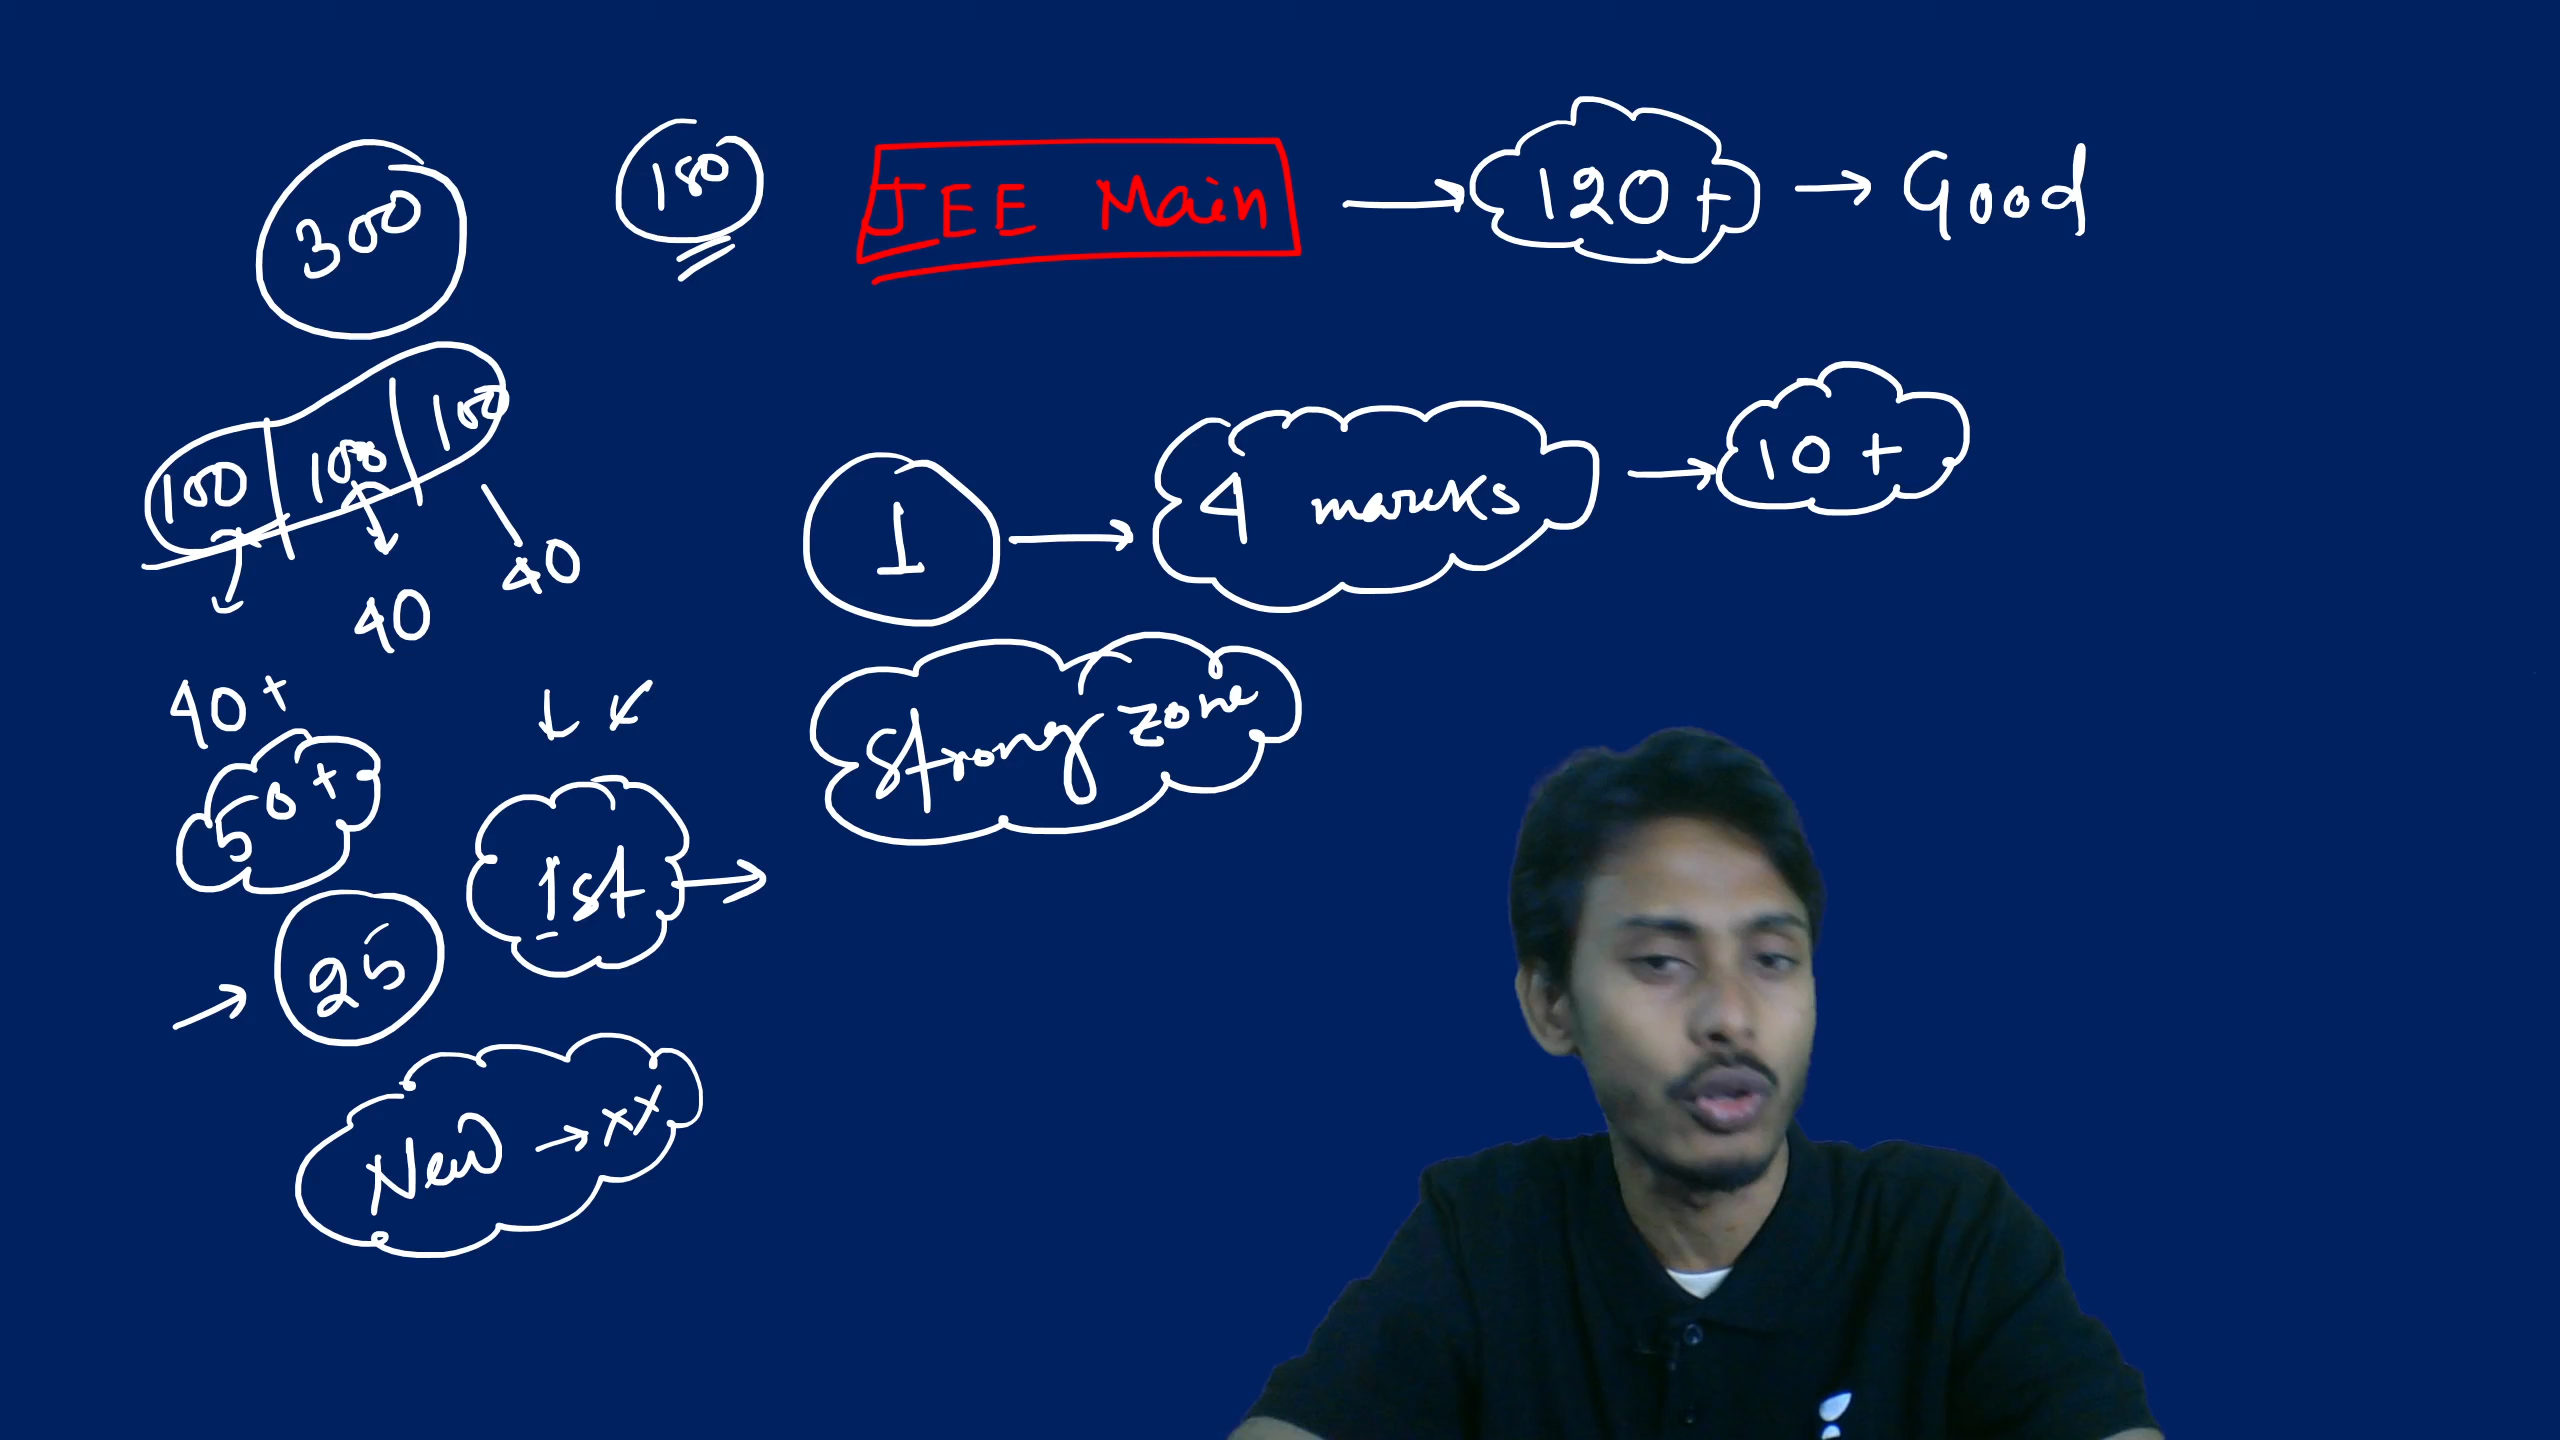 300
180
JEE Main → 120+ → Good
100 | 100 | 100
40
40
40+
50+
1 → 4 marks → 10+
Strong zone
1st →
→ 25
New → xx